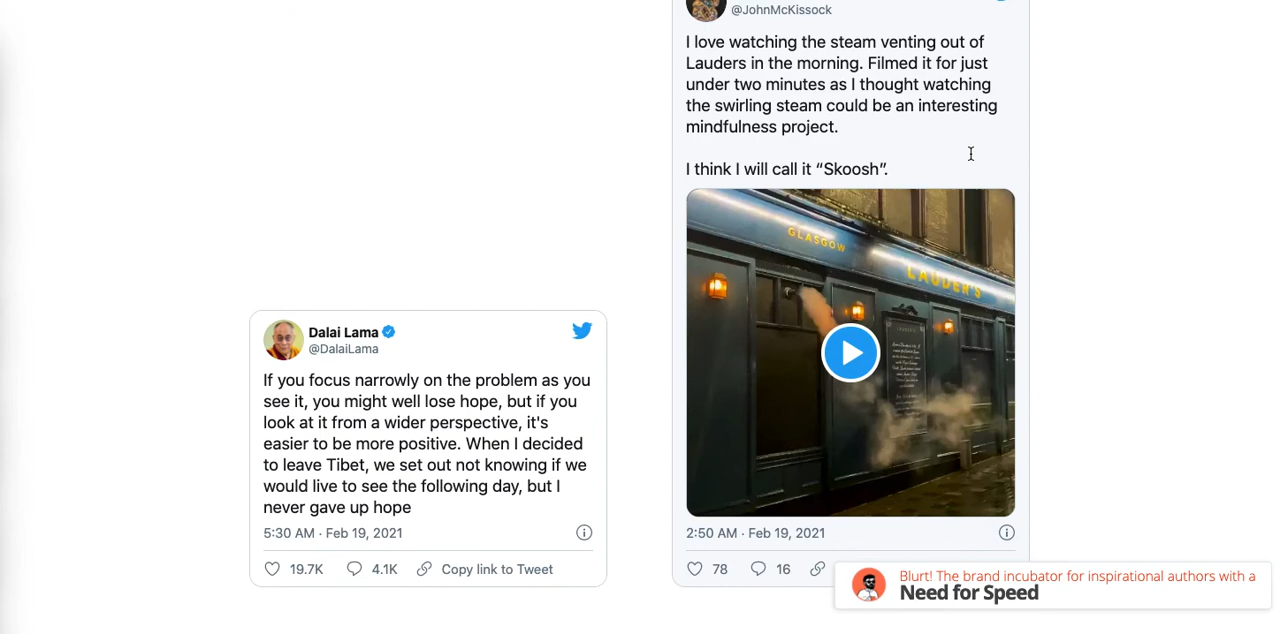 @JohnMcKissock
I love watching the steam venting out of
Lauders in the morning. Filmed it for just
under two minutes as I thought watching
the swirling steam could be an interesting
mindfulness project.
I think I will call it “Skoosh”.
GLASGOW
LAUDER'S
2:50 AM · Feb 19, 2021
78
16
Dalai Lama
@DalaiLama
If you focus narrowly on the problem as you
see it, you might well lose hope, but if you
look at it from a wider perspective, it's
easier to be more positive. When I decided
to leave Tibet, we set out not knowing if we
would live to see the following day, but I
never gave up hope
5:30 AM · Feb 19, 2021
19.7K
4.1K
Copy link to Tweet
Blurt! The brand incubator for inspirational authors with a
Need for Speed